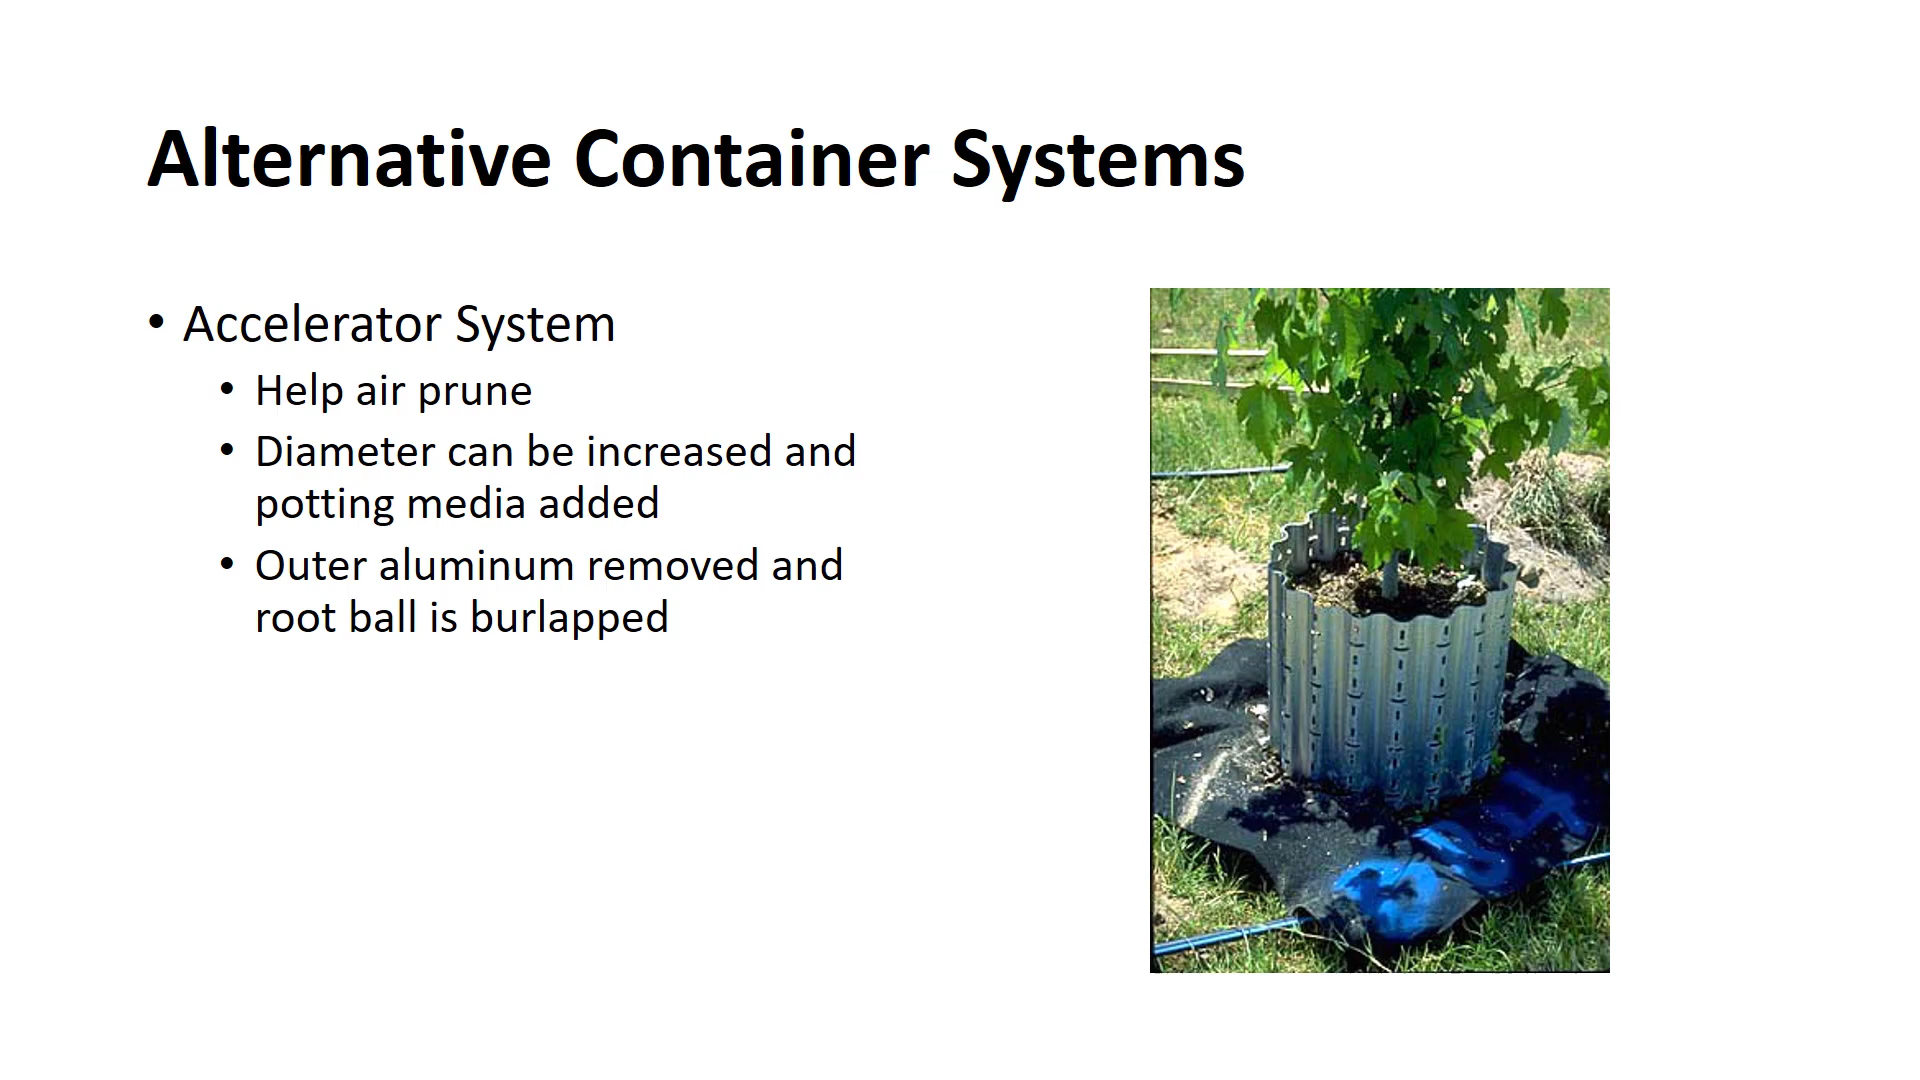 Alternative Container Systems
• Accelerator System
• Help air prune
• Diameter can be increased and
potting media added
• Outer aluminum removed and
root ball is burlapped